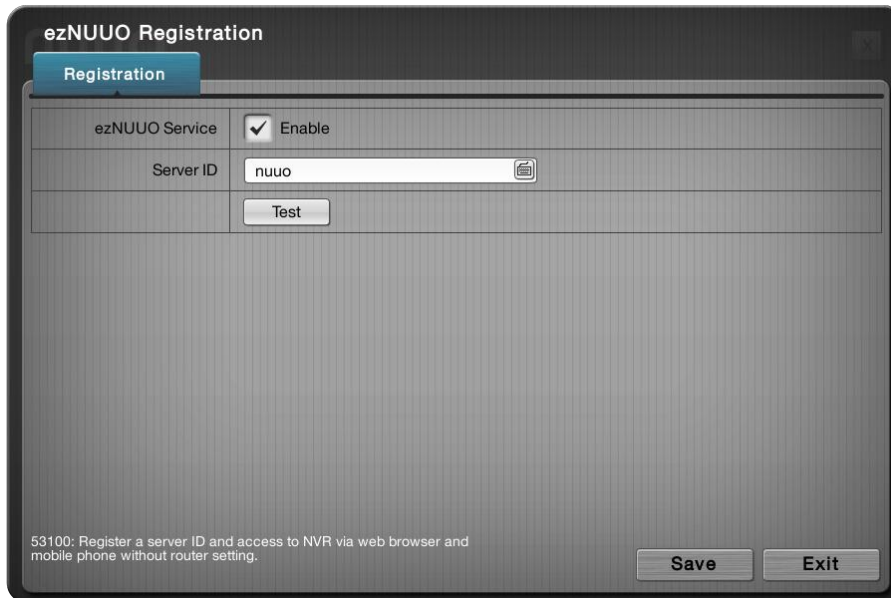 ezNUUO Registration
Registration
ezNUUO Service
Enable
Server ID
nuuo
Test
53100: Register a server ID and access to NVR via web browser and
mobile phone without router setting.
Save
Exit